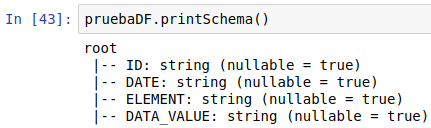 In [43]: pruebaDF.printSchema()
root
 |-- ID: string (nullable = true)
 |-- DATE: string (nullable = true)
 |-- ELEMENT: string (nullable = true)
 |-- DATA_VALUE: string (nullable = true)